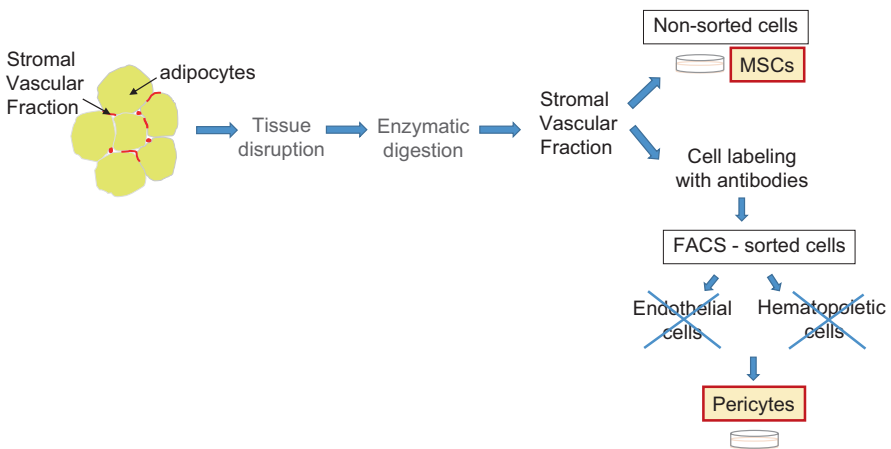 Stromal
Vascular
Fraction
adipocytes
Tissue
disruption
Enzymatic
digestion
Stromal
Vascular
Fraction
Non-sorted cells
MSCs
Cell labeling
with antibodies
FACS - sorted cells
Endothelial
cells
Hematopoietic
cells
Pericytes